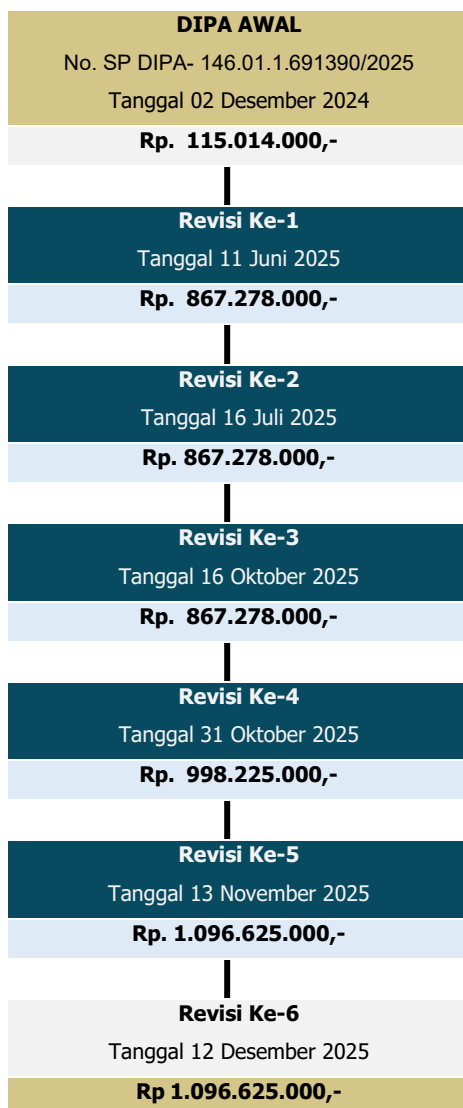 DIPA AWAL
No. SP DIPA- 146.01.1.691390/2025
Tanggal 02 Desember 2024
Rp.  115.014.000,-
Revisi Ke-1
Tanggal 11 Juni 2025
Rp.  867.278.000,-
Revisi Ke-2
Tanggal 16 Juli 2025
Rp. 867.278.000,-
Revisi Ke-3
Tanggal 16 Oktober 2025
Rp.  867.278.000,-
Revisi Ke-4
Tanggal 31 Oktober 2025
Rp.  998.225.000,-
Revisi Ke-5
Tanggal 13 November 2025
Rp. 1.096.625.000,-
Revisi Ke-6
Tanggal 12 Desember 2025
Rp 1.096.625.000,-